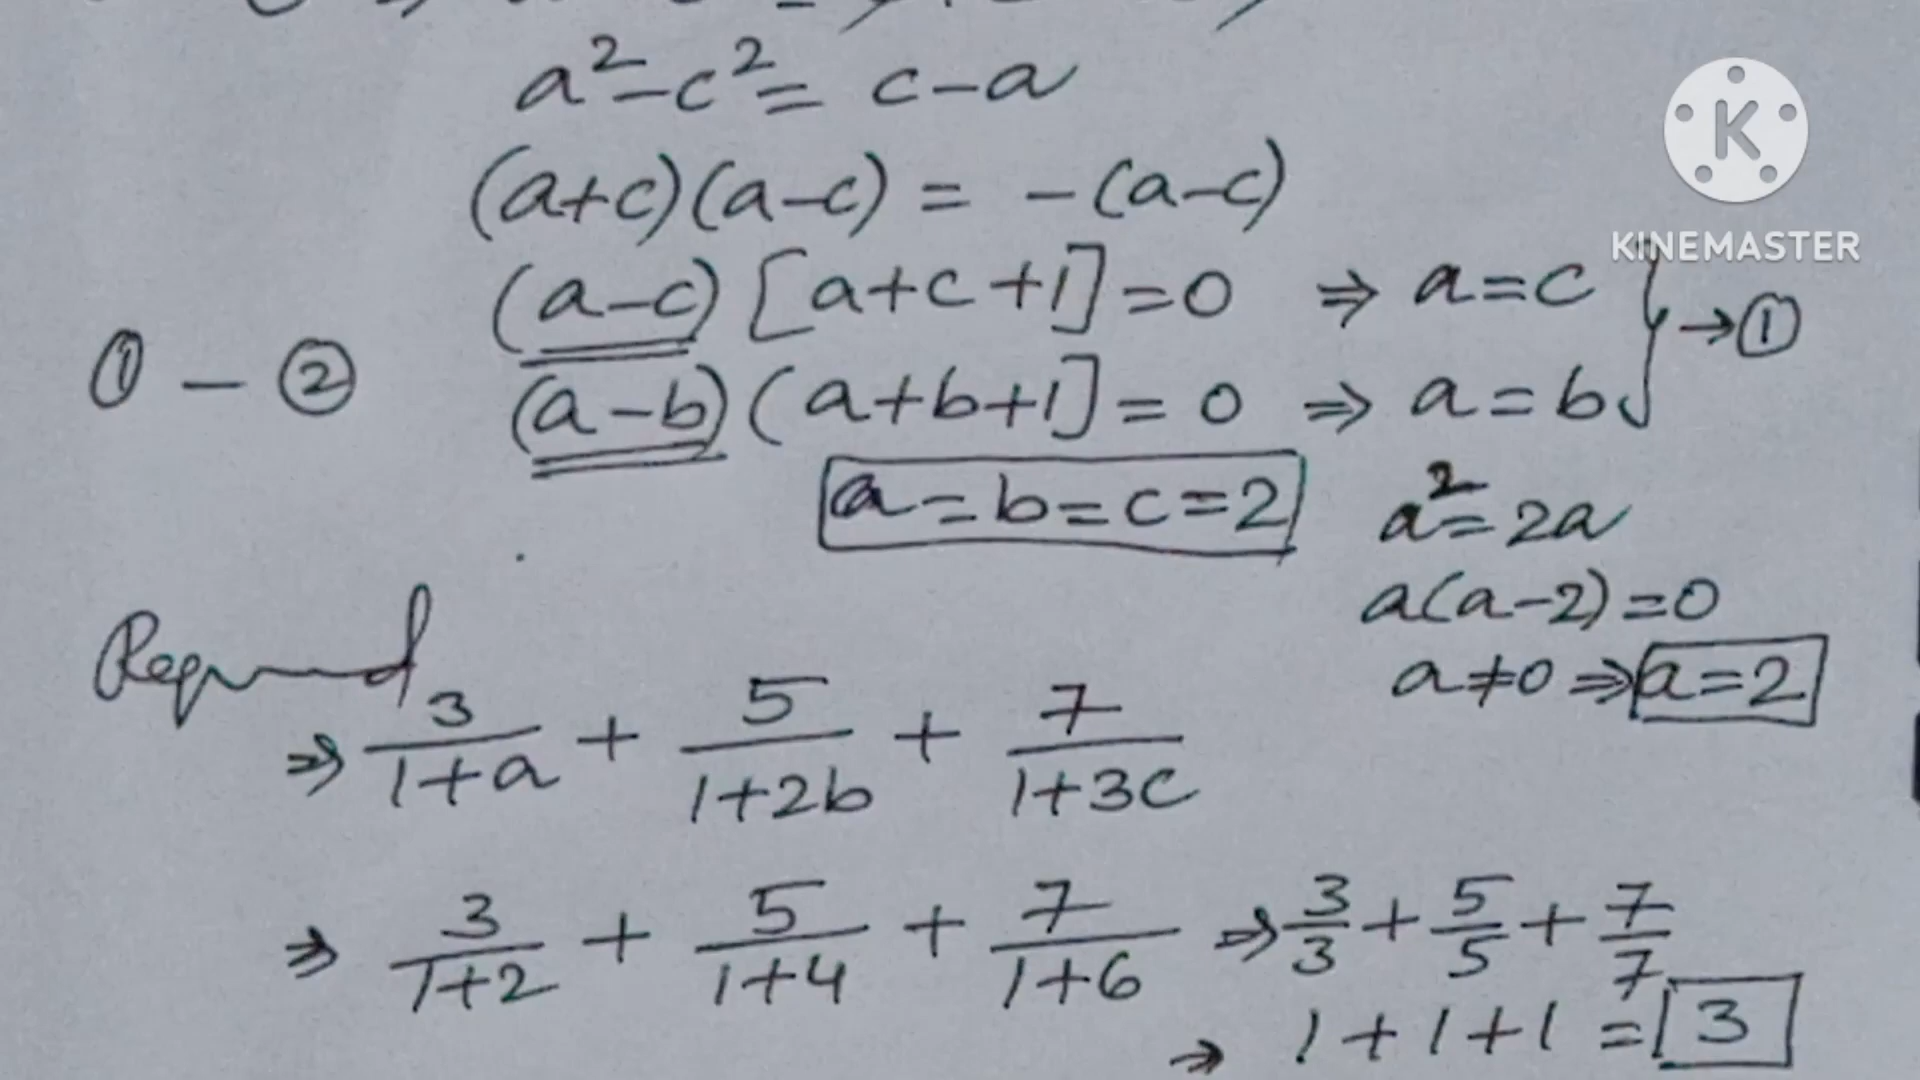 a²-c² = c-a
(a+c)(a-c) = -(a-c)
(a-c) [a+c+1]=0 ⇒ a=c
① - ② (a-b)(a+b+1]=0 ⇒ a=b } →①
a=b=c=2
a²=2a
a(a-2)=0
a≠0 ⇒ a=2
Required
⇒ 3/(1+a) + 5/(1+2b) + 7/(1+3c)
⇒ 3/(1+2) + 5/(1+4) + 7/(1+6) ⇒ 3/3 + 5/5 + 7/7
→ 1+1+1 = 3
K
KINEMASTER